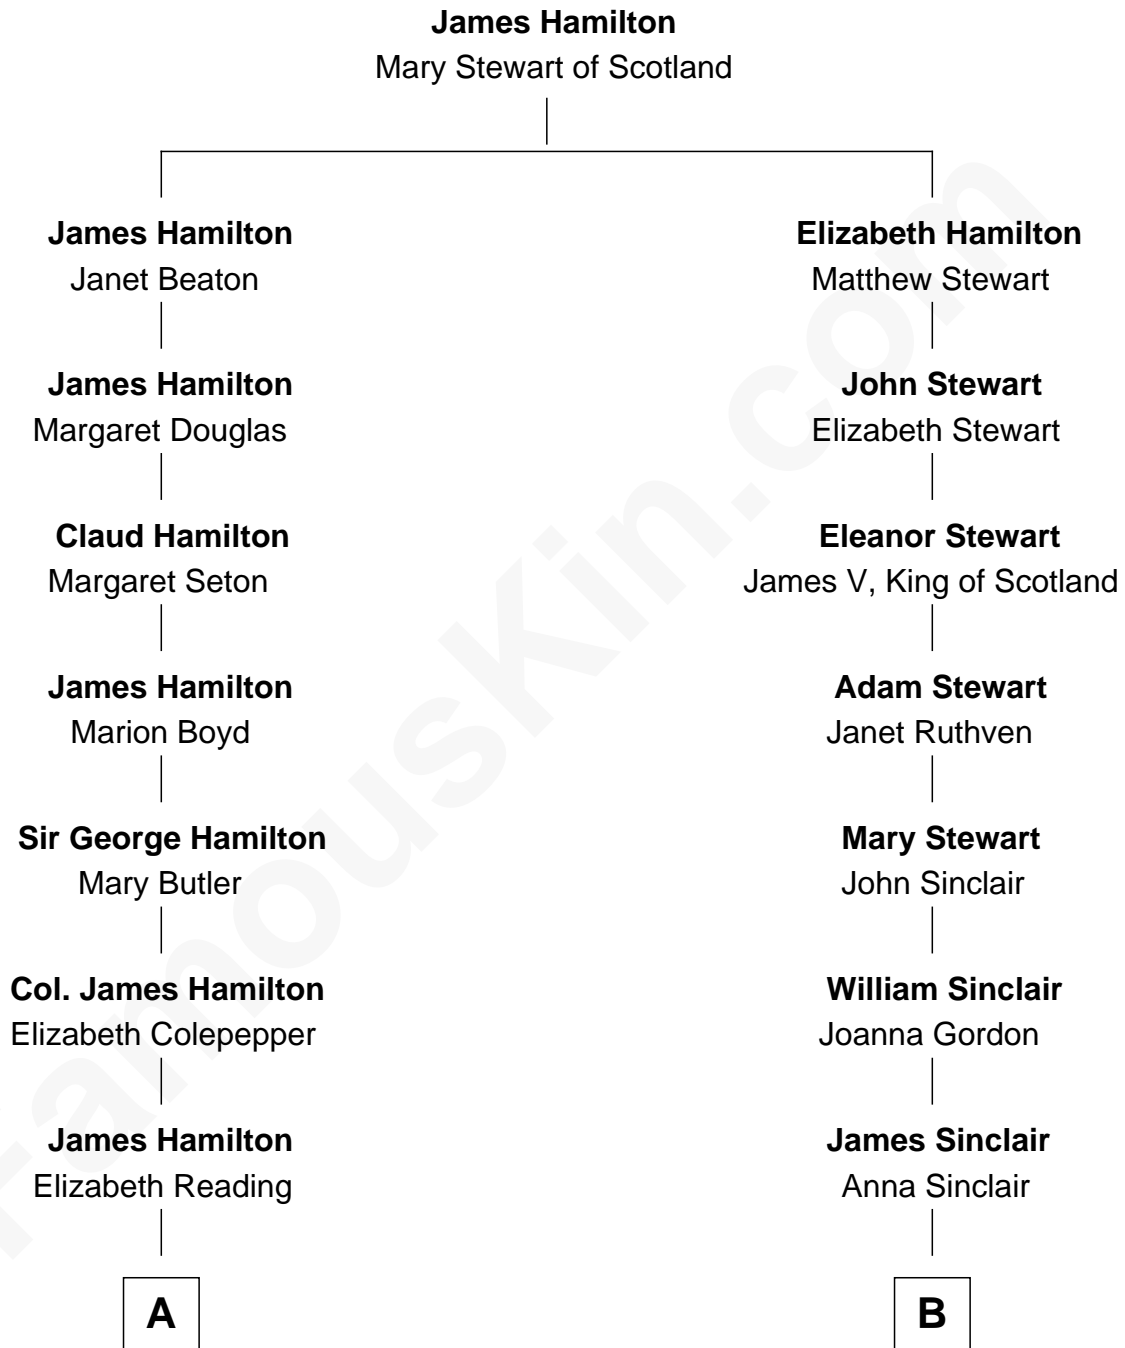 James Hamilton
Mary Stewart of Scotland
James Hamilton
Janet Beaton
Elizabeth Hamilton
Matthew Stewart
James Hamilton
Margaret Douglas
John Stewart
Elizabeth Stewart
Claud Hamilton
Margaret Seton
Eleanor Stewart
James V, King of Scotland
James Hamilton
Marion Boyd
Adam Stewart
Janet Ruthven
Sir George Hamilton
Mary Butler
Mary Stewart
John Sinclair
Col. James Hamilton
Elizabeth Colepepper
William Sinclair
Joanna Gordon
James Hamilton
Elizabeth Reading
James Sinclair
Anna Sinclair
A
B
FamousKin.com